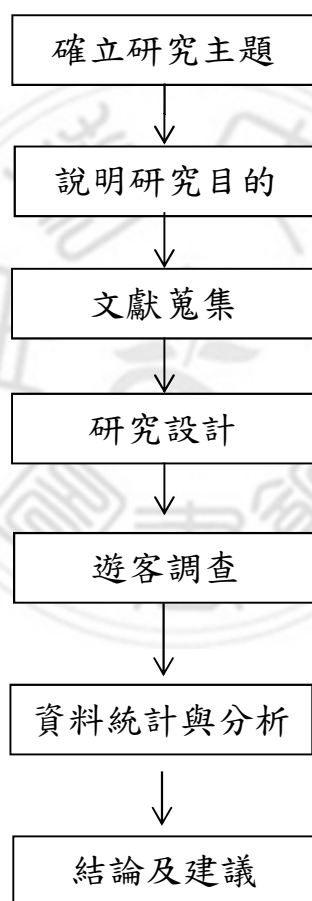 確立研究主題
說明研究目的
文獻蒐集
研究設計
遊客調查
資料統計與分析
結論及建議